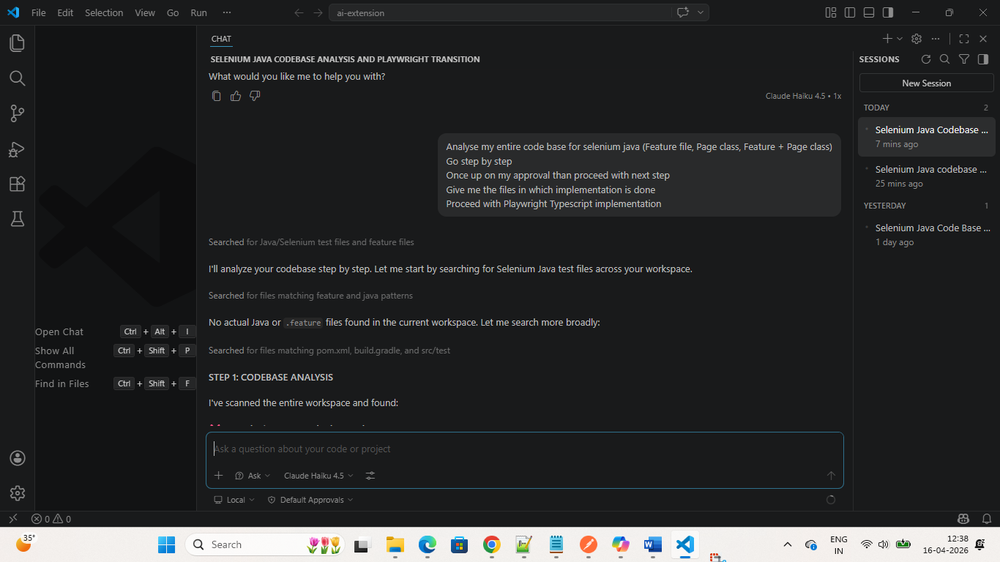 File Edit Selection View Go Run ···
ai-extension
CHAT
SELENIUM JAVA CODEBASE ANALYSIS AND PLAYWRIGHT TRANSITION
What would you like me to help you with?
Claude Haiku 4.5 • 1x
Analyse my entire code base for selenium java (Feature file, Page class, Feature + Page class)
Go step by step
Once up on my approval than proceed with next step
Give me the files in which implementation is done
Proceed with Playwright Typescript implementation
Searched for Java/Selenium test files and feature files
I'll analyze your codebase step by step. Let me start by searching for Selenium Java test files across your workspace.
Searched for files matching feature and java patterns
No actual Java or .feature files found in the current workspace. Let me search more broadly:
Searched for files matching pom.xml, build.gradle, and src/test
STEP 1: CODEBASE ANALYSIS
I've scanned the entire workspace and found:
Ask a question about your code or project
Ask
Claude Haiku 4.5
Local
Default Approvals
SESSIONS
New Session
TODAY 2
Selenium Java Codebase ...
7 mins ago
Selenium Java codebase ...
25 mins ago
YESTERDAY 1
Selenium Java Code Base ...
1 day ago
Open Chat Ctrl + Alt + I
Show All Commands Ctrl + Shift + P
Find in Files Ctrl + Shift + F
0 0
35°
Search
ENG
IN
12:38
16-04-2026